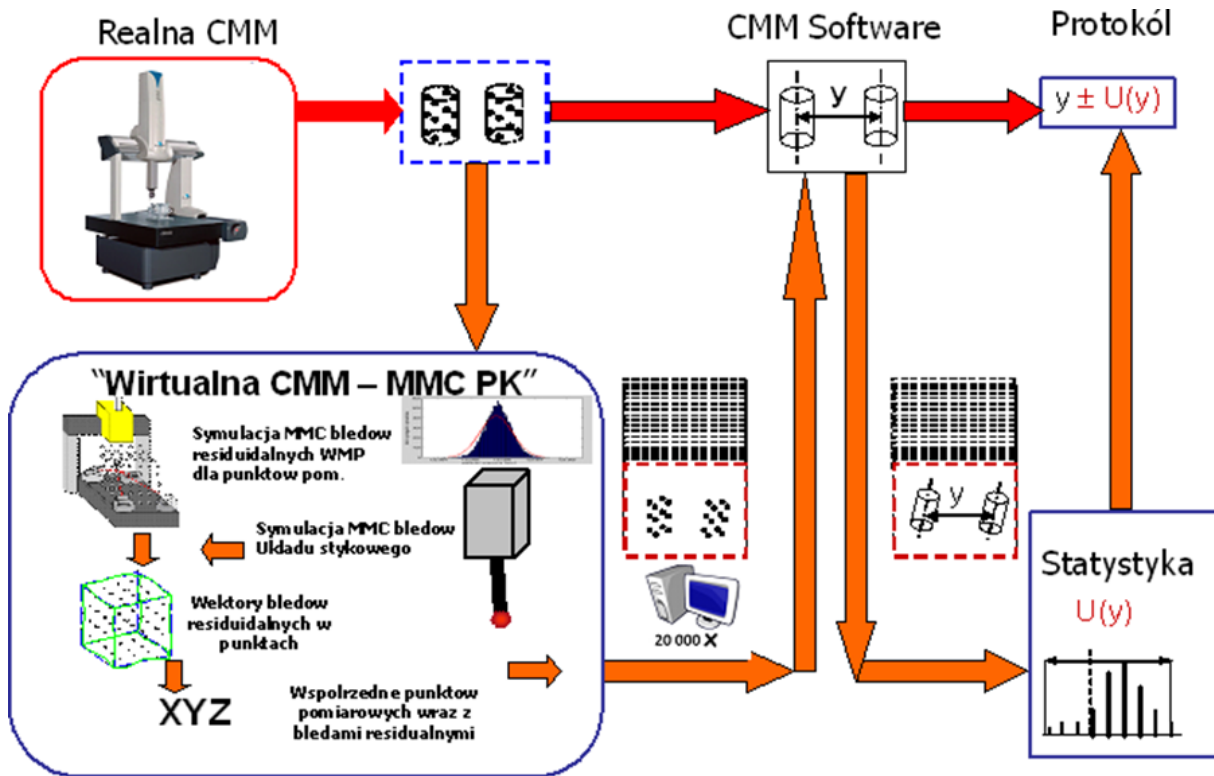 Realna CMM
CMM Software
Protokól
y
y ± U(y)
"Wirtualna CMM – MMC PK"
Symulacja MMC bledow
residuidalnych WMP
dla punktow pom.
Symulacja MMC bledow
Ukladu stykowego
Wektory bledow
residuidalnych w
punktach
XYZ
Wspolrzedne punktow
pomiarowych wraz z
bledami residualnymi
20 000 X
y
Statystyka
U(y)